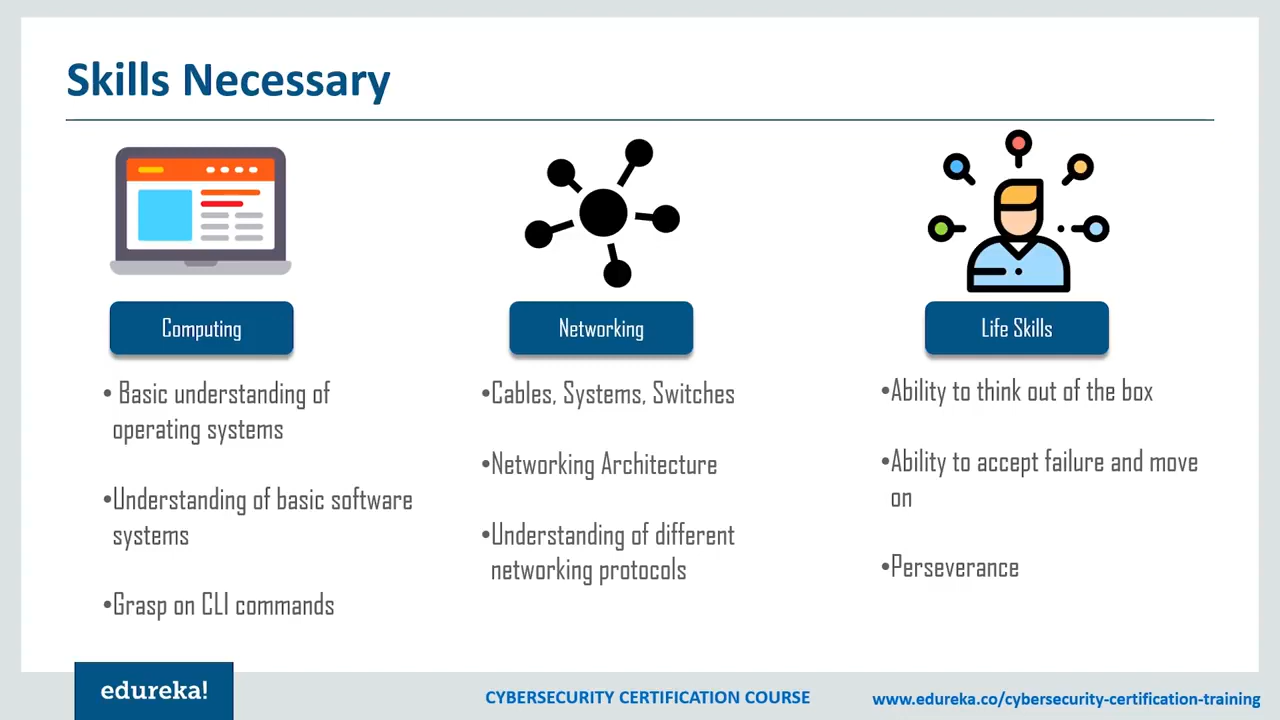 Skills Necessary
Computing
• Basic understanding of
operating systems
•Understanding of basic software
systems
•Grasp on CLI commands
Networking
•Cables, Systems, Switches
•Networking Architecture
•Understanding of different
networking protocols
Life Skills
•Ability to think out of the box
•Ability to accept failure and move
on
•Perseverance
edureka!
CYBERSECURITY CERTIFICATION COURSE
www.edureka.co/cybersecurity-certification-training